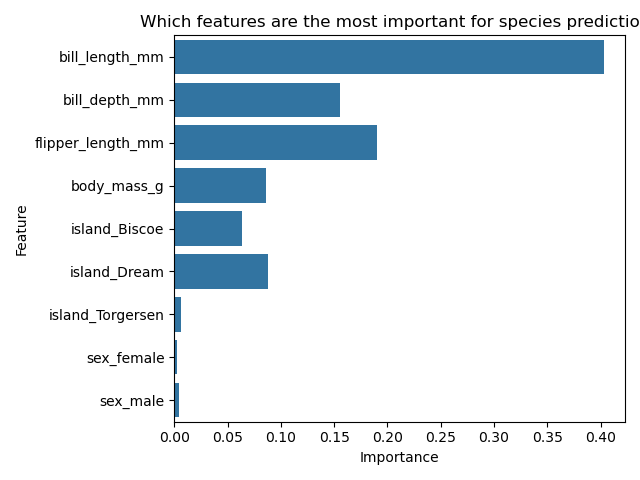 Which features are the most important for species predictio
bill_length_mm
bill_depth_mm
flipper_length_mm
body_mass_g
island_Biscoe
island_Dream
island_Torgersen
sex_female
sex_male
Feature
0.00 0.05 0.10 0.15 0.20 0.25 0.30 0.35 0.40
Importance